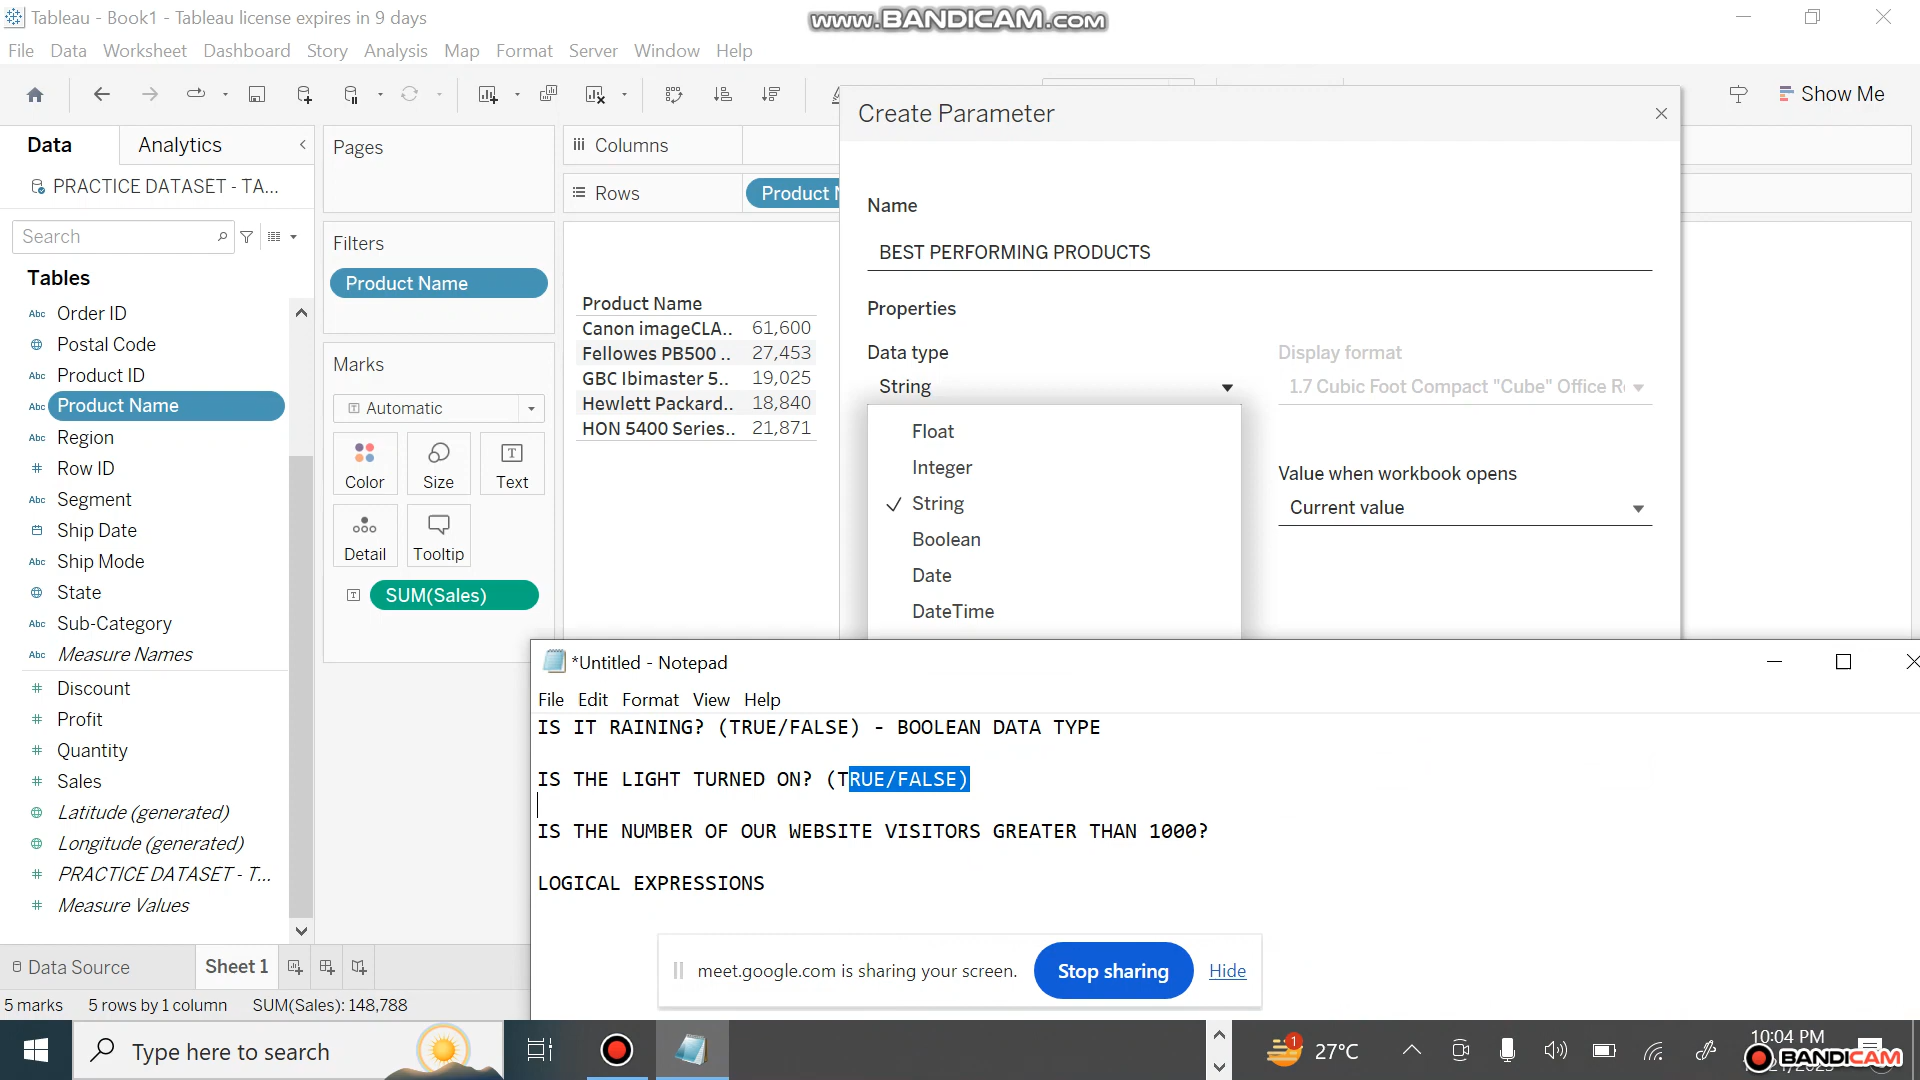 Tableau - Book1 - Tableau license expires in 9 days
www.BANDICAM.com
File Data Worksheet Dashboard Story Analysis Map Format Server Window Help
Show Me
Data
Analytics
PRACTICE DATASET - TA...
Search
Tables
Abc Order ID
Postal Code
Abc Product ID
Abc Product Name
Abc Region
# Row ID
Abc Segment
Ship Date
Abc Ship Mode
State
Abc Sub-Category
Abc Measure Names
# Discount
# Profit
# Quantity
# Sales
Latitude (generated)
Longitude (generated)
# PRACTICE DATASET - T...
# Measure Values
Pages
Filters
Product Name
Marks
Automatic
Color
Size
Text
Detail
Tooltip
SUM(Sales)
Columns
Rows
Product N
Product Name
Canon imageCLA.. 61,600
Fellowes PB500 .. 27,453
GBC Ibimaster 5.. 19,025
Hewlett Packard.. 18,840
HON 5400 Series.. 21,871
Create Parameter
Name
BEST PERFORMING PRODUCTS
Properties
Data type
String
Float
Integer
String
Boolean
Date
DateTime
Display format
1.7 Cubic Foot Compact "Cube" Office R
Value when workbook opens
Current value
*Untitled - Notepad
File Edit Format View Help
IS IT RAINING? (TRUE/FALSE) - BOOLEAN DATA TYPE
IS THE LIGHT TURNED ON? (TRUE/FALSE)
IS THE NUMBER OF OUR WEBSITE VISITORS GREATER THAN 1000?
LOGICAL EXPRESSIONS
meet.google.com is sharing your screen.
Stop sharing
Hide
Data Source
Sheet 1
5 marks 5 rows by 1 column SUM(Sales): 148,788
Type here to search
1
27°C
10:04 PM
BANDICAM